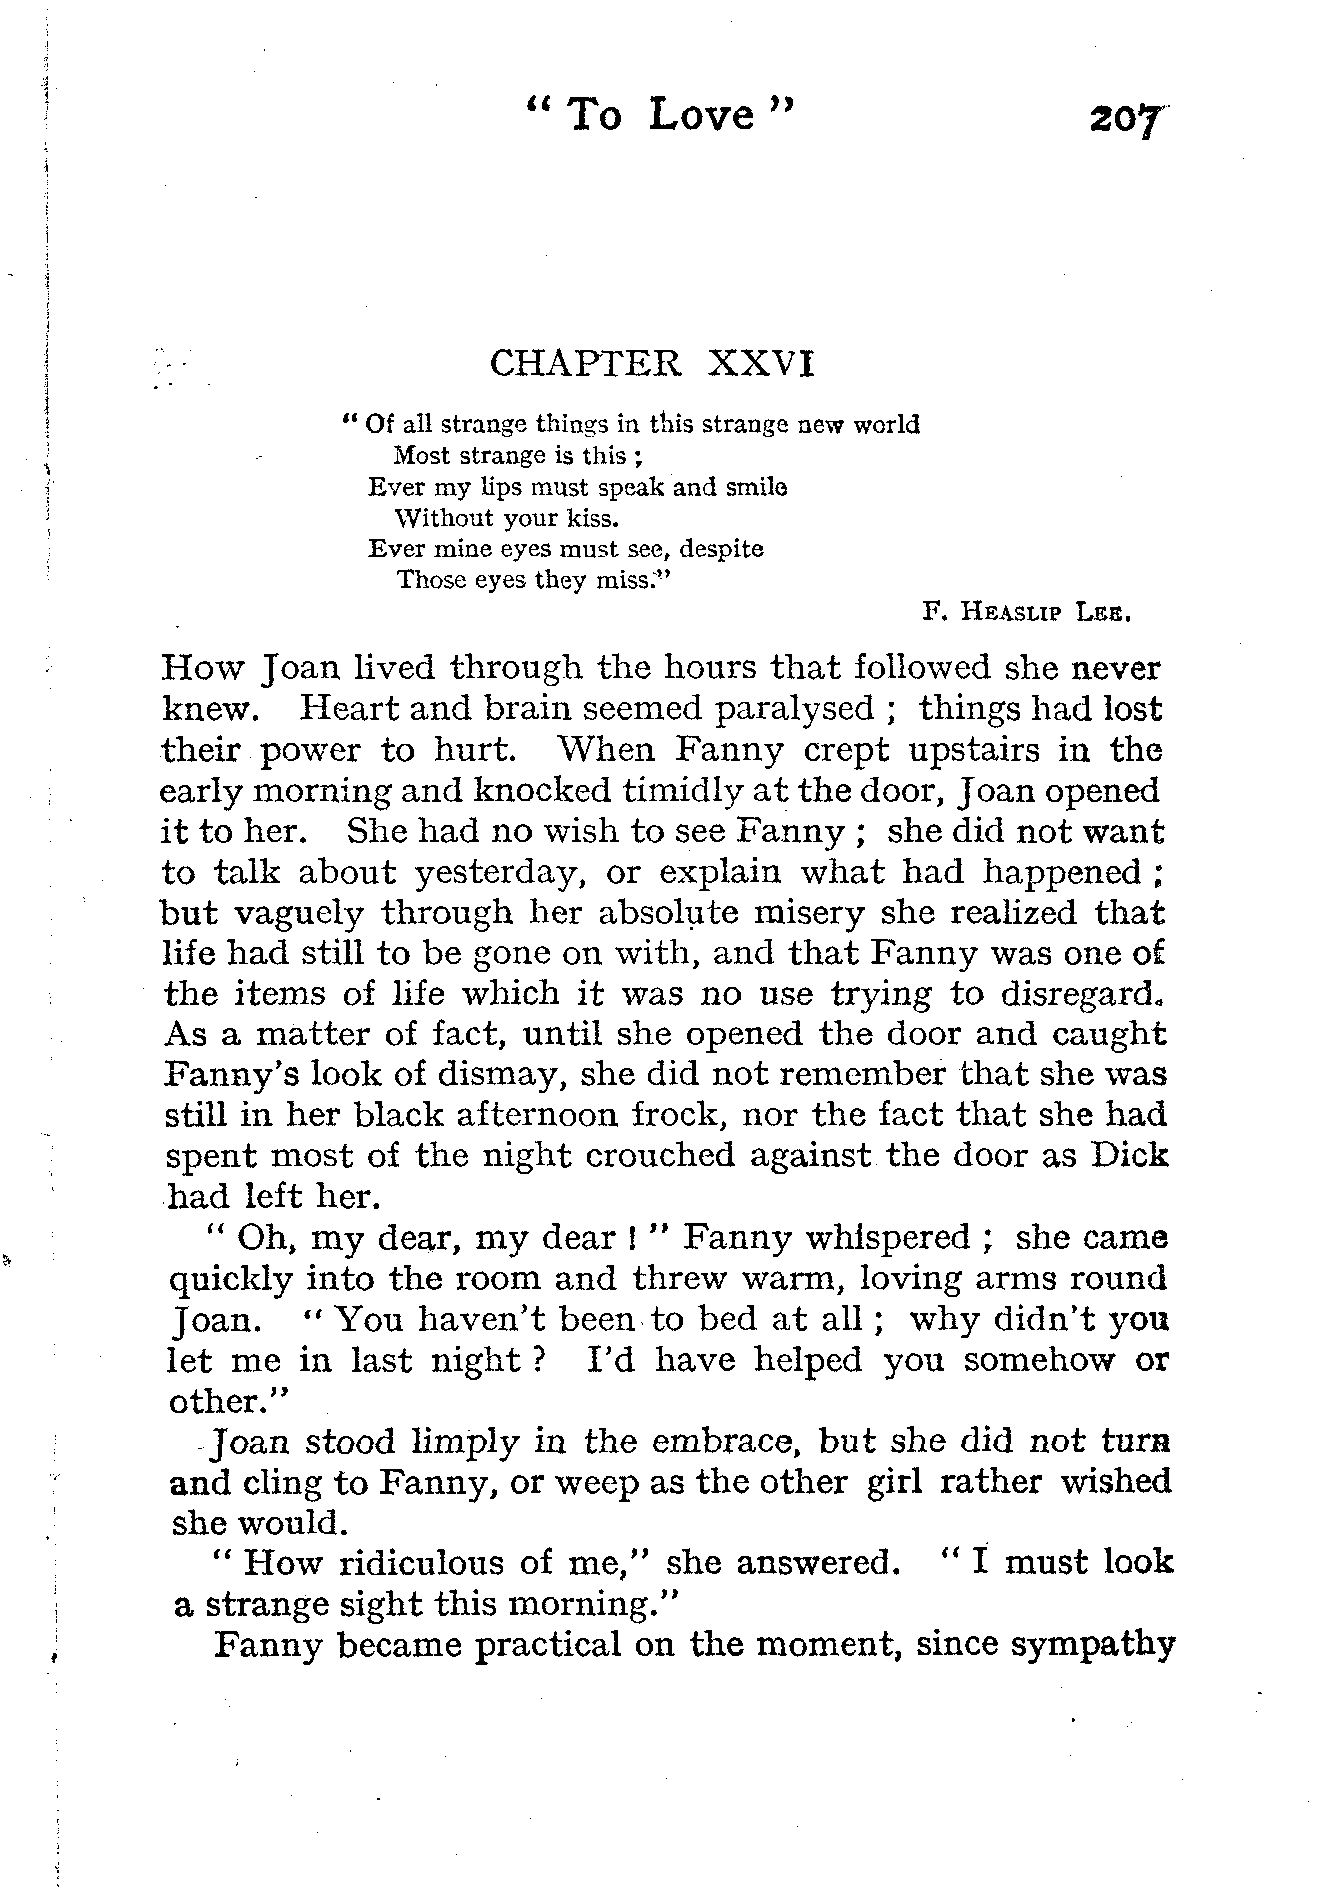 “ To Love ” 207
CHAPTER XXVI
“ Of all strange things in this strange new world
Most strange is this ;
Ever my lips must speak and smile
Without your kiss.
Ever mine eyes must see, despite
Those eyes they miss.”
F. Heaslip Lee.
How Joan lived through the hours that followed she never
knew. Heart and brain seemed paralysed ; things had lost
their power to hurt. When Fanny crept upstairs in the
early morning and knocked timidly at the door, Joan opened
it to her. She had no wish to see Fanny ; she did not want
to talk about yesterday, or explain what had happened ;
but vaguely through her absolute misery she realized that
life had still to be gone on with, and that Fanny was one of
the items of life which it was no use trying to disregard.
As a matter of fact, until she opened the door and caught
Fanny’s look of dismay, she did not remember that she was
still in her black afternoon frock, nor the fact that she had
spent most of the night crouched against the door as Dick
had left her.
“ Oh, my dear, my dear ! ” Fanny whispered ; she came
quickly into the room and threw warm, loving arms round
Joan. “ You haven’t been to bed at all ; why didn’t you
let me in last night ? I’d have helped you somehow or
other.”
Joan stood limply in the embrace, but she did not turn
and cling to Fanny, or weep as the other girl rather wished
she would.
“ How ridiculous of me,” she answered. “ I must look
a strange sight this morning.”
Fanny became practical on the moment, since sympathy